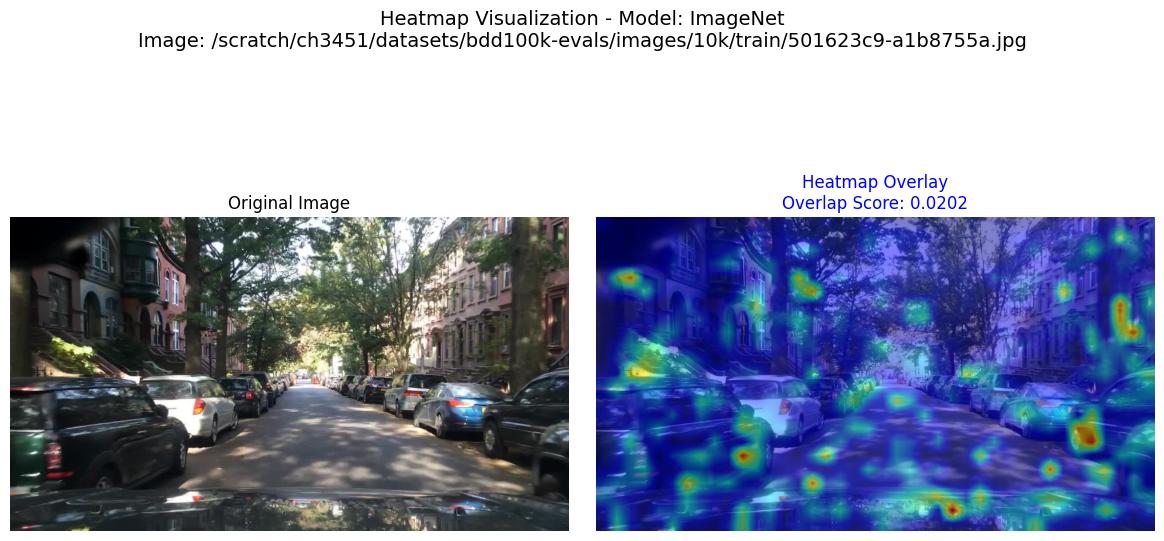 Heatmap Visualization - Model: ImageNet
Image: /scratch/ch3451/datasets/bdd100k-evals/images/10k/train/501623c9-a1b8755a.jpg
Original Image
Heatmap Overlay
Overlap Score: 0.0202